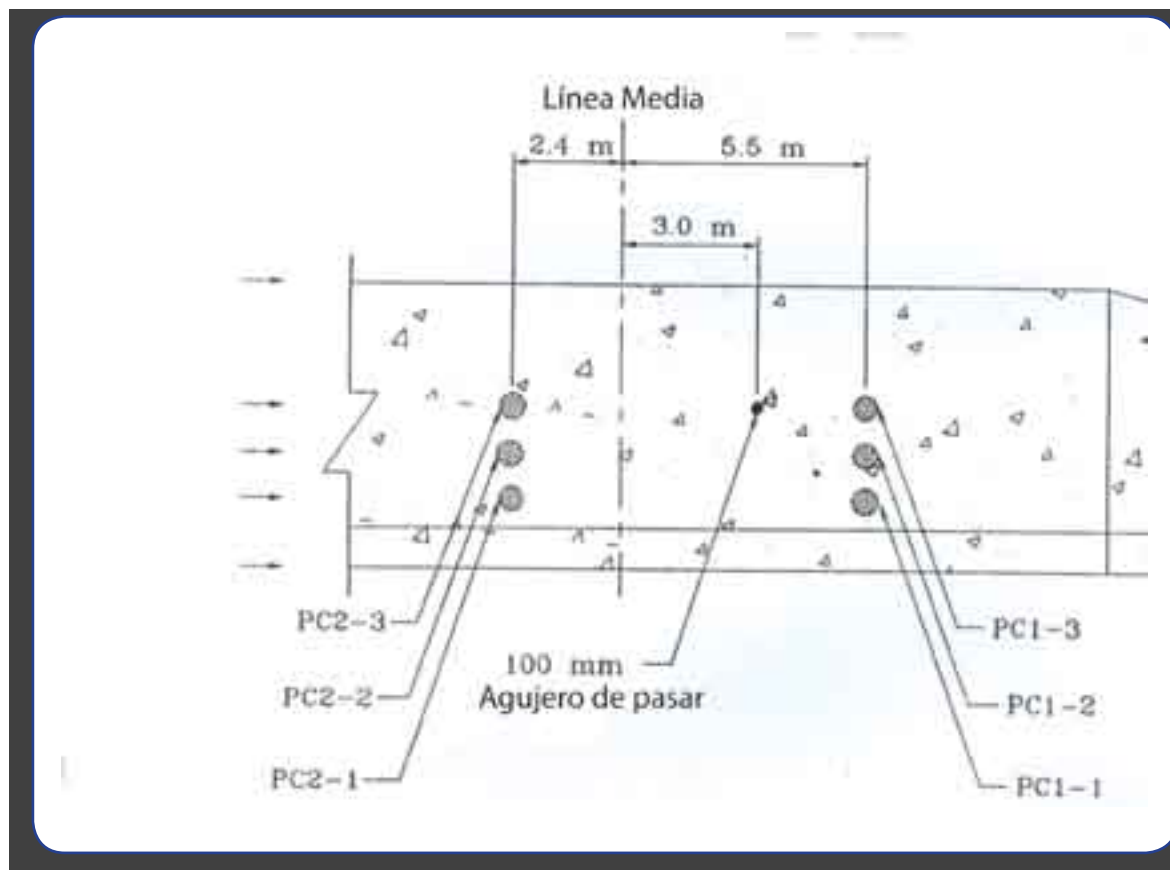 Línea Media
2.4 m
5.5 m
3.0 m
PC2-3
PC1-3
100 mm
Agujero de pasar
PC2-2
PC1-2
PC2-1
PC1-1